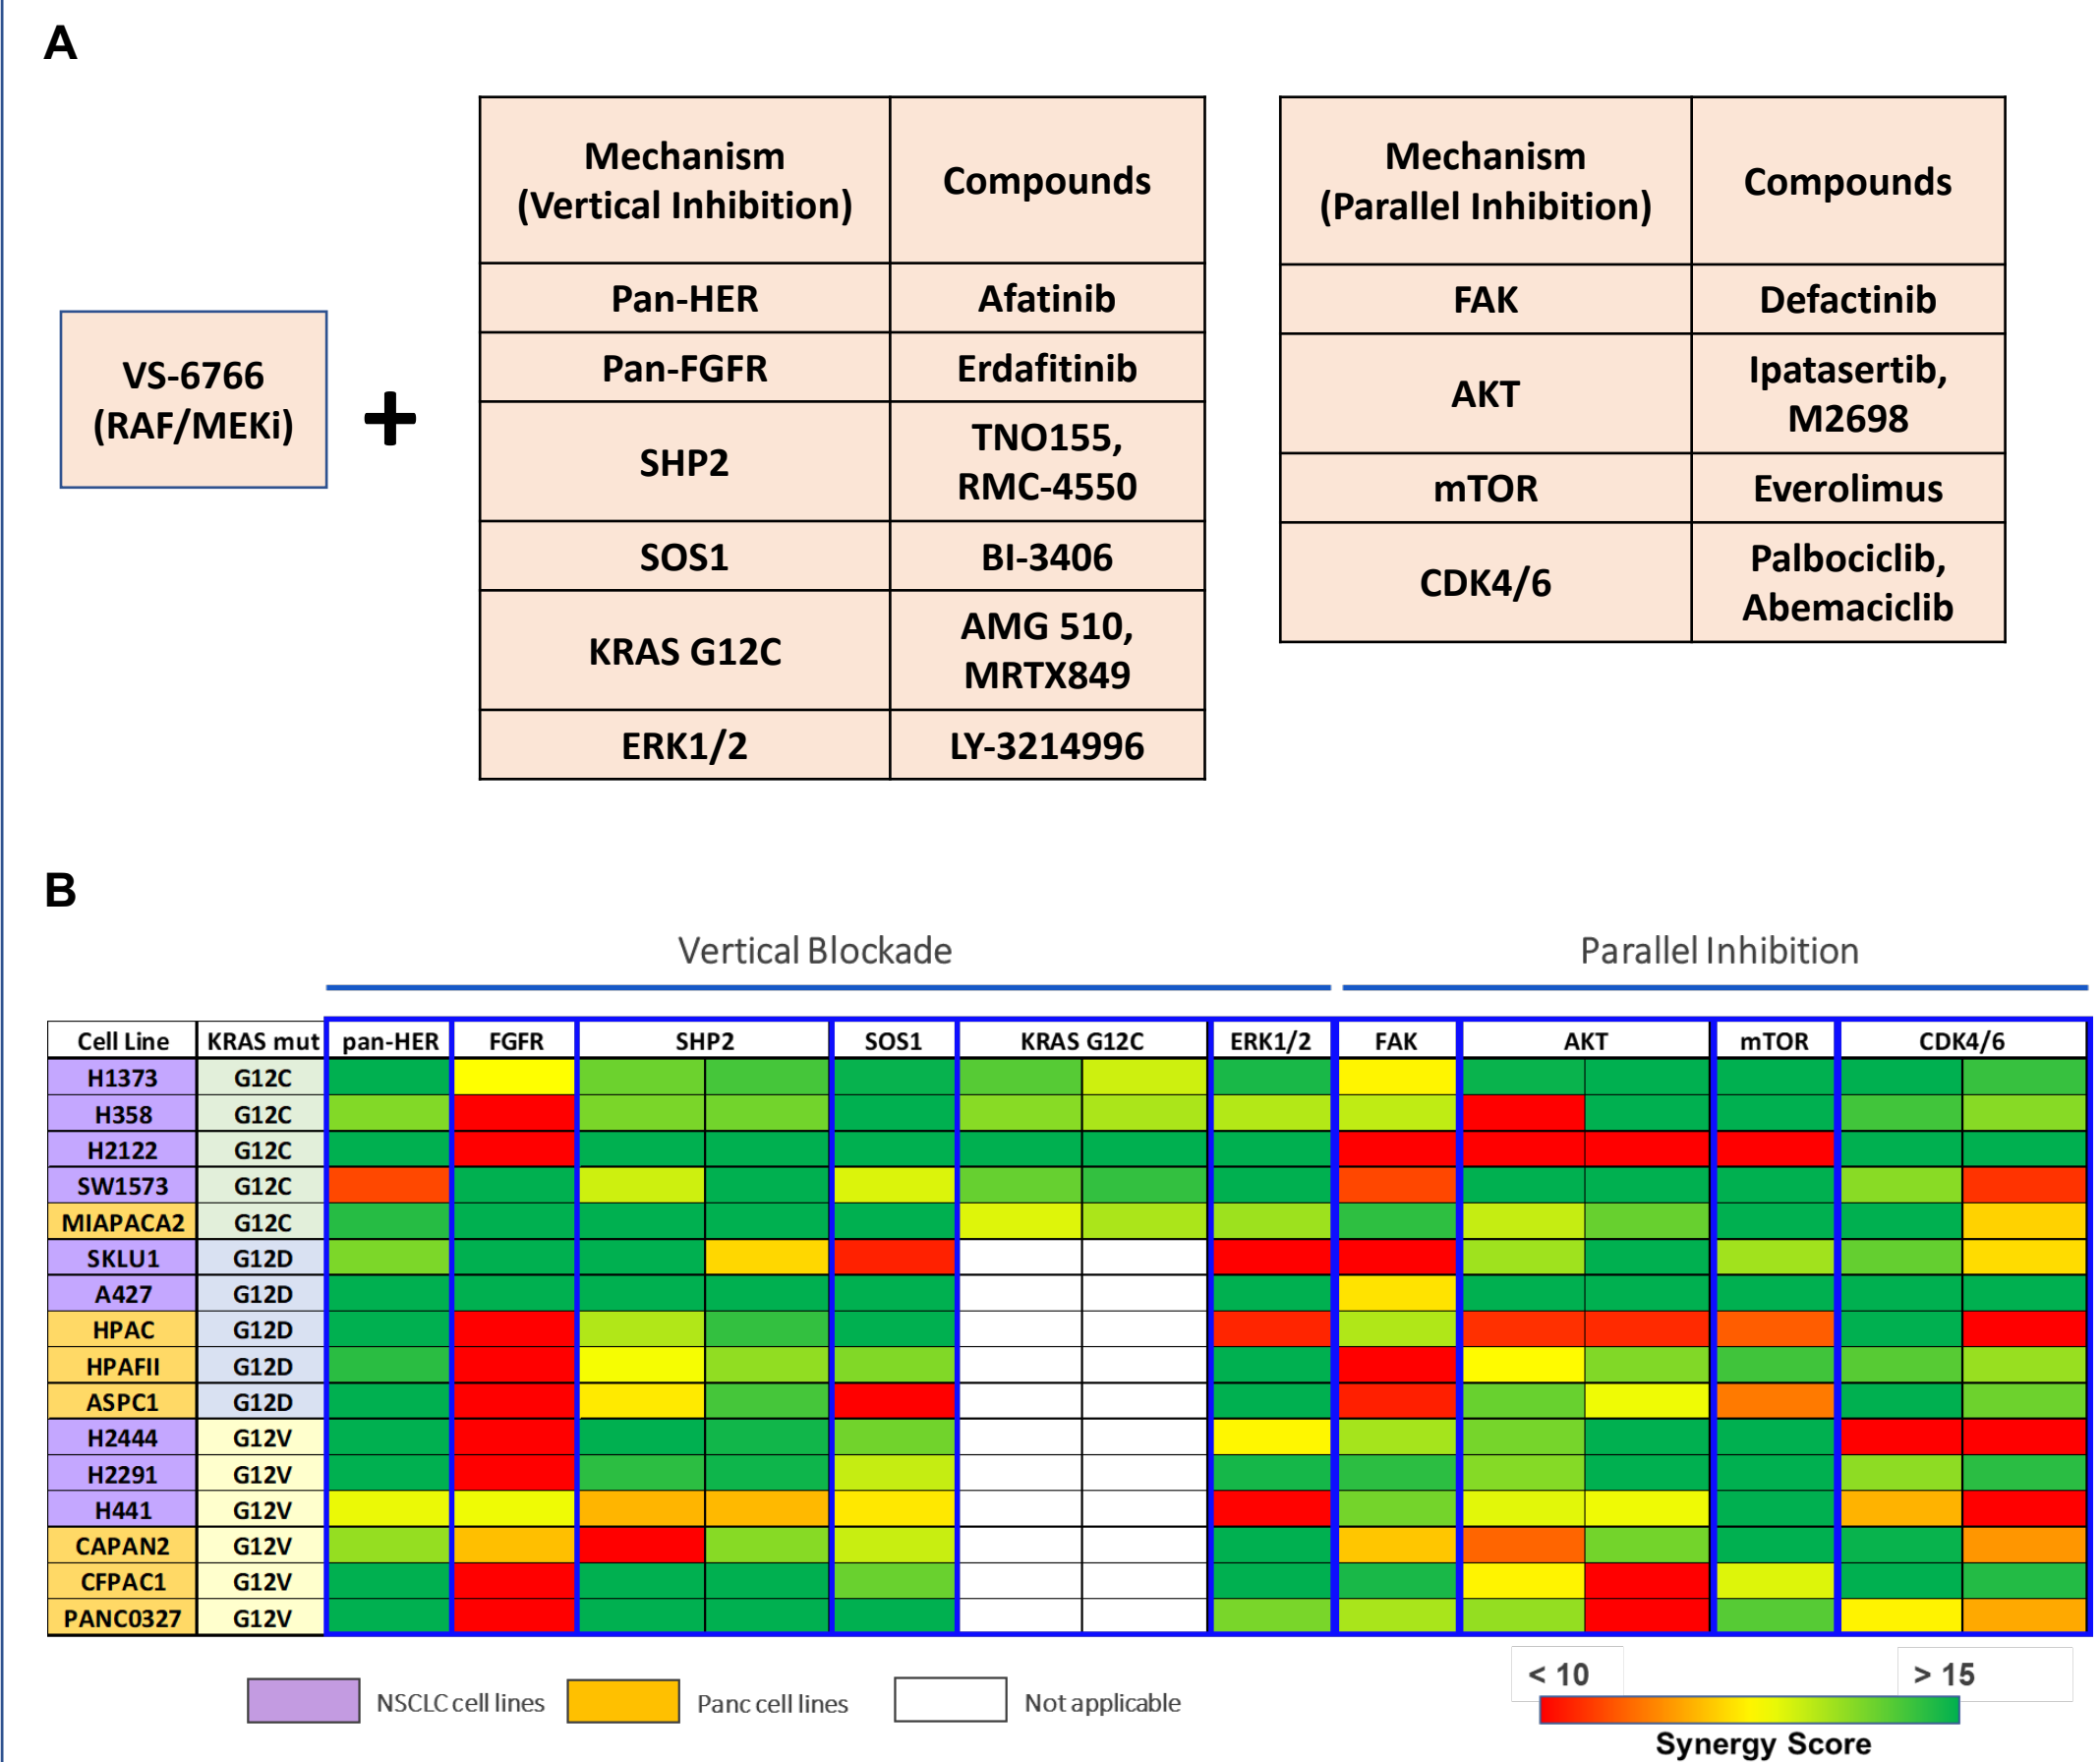 A
VS-6766
(RAF/MEKi)
+
Mechanism
(Vertical Inhibition)
Compounds
Pan-HER
Afatinib
Pan-FGFR
Erdafitinib
SHP2
TNO155,
RMC-4550
SOS1
BI-3406
KRAS G12C
AMG 510,
MRTX849
ERK1/2
LY-3214996
Mechanism
(Parallel Inhibition)
Compounds
FAK
Defactinib
AKT
Ipatasertib,
M2698
mTOR
Everolimus
CDK4/6
Palbociclib,
Abemaciclib
B
Vertical Blockade Parallel Inhibition
Cell Line KRAS mut pan-HER FGFR SHP2 SOS1 KRAS G12C ERK1/2 FAK AKT mTOR CDK4/6
H1373 G12C
H358 G12C
H2122 G12C
SW1573 G12C
MIAPACA2 G12C
SKLU1 G12D
A427 G12D
HPAC G12D
HPAFII G12D
ASPC1 G12D
H2444 G12V
H2291 G12V
H441 G12V
CAPAN2 G12V
CFPAC1 G12V
PANC0327 G12V
NSCLC cell lines Panc cell lines Not applicable
< 10 > 15
Synergy Score